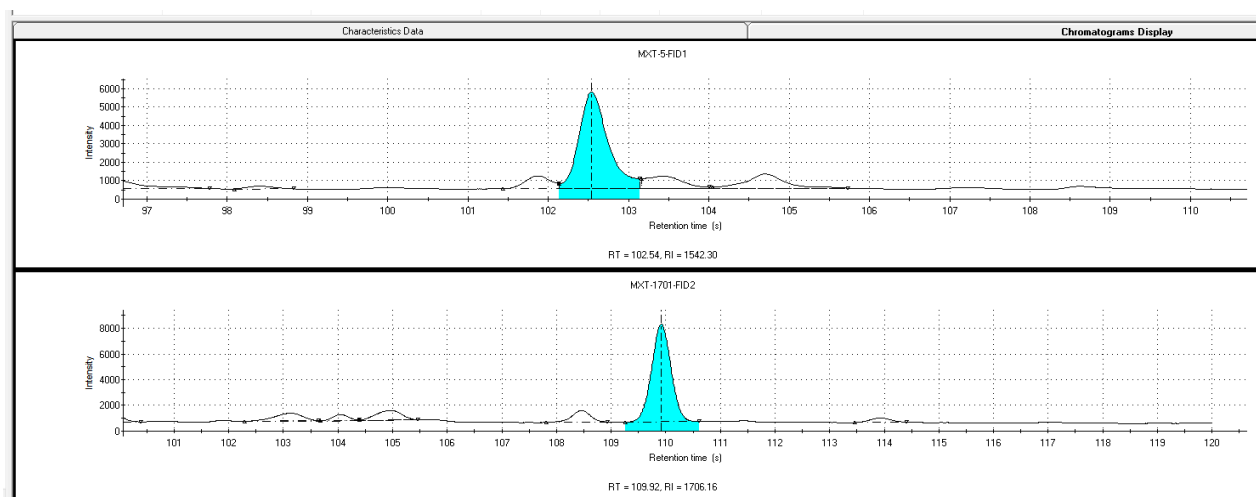 Characteristics Data
Chromatograms Display
MXT-5-FID1
Intensity
6000
5000
4000
3000
2000
1000
0
97 98 99 100 101 102 103 104 105 106 107 108 109 110
Retention time (s)
RT = 102.54, RI = 1542.30
MXT-1701-FID2
Intensity
8000
6000
4000
2000
0
101 102 103 104 105 106 107 108 109 110 111 112 113 114 115 116 117 118 119 120
Retention time (s)
RT = 109.92, RI = 1706.16